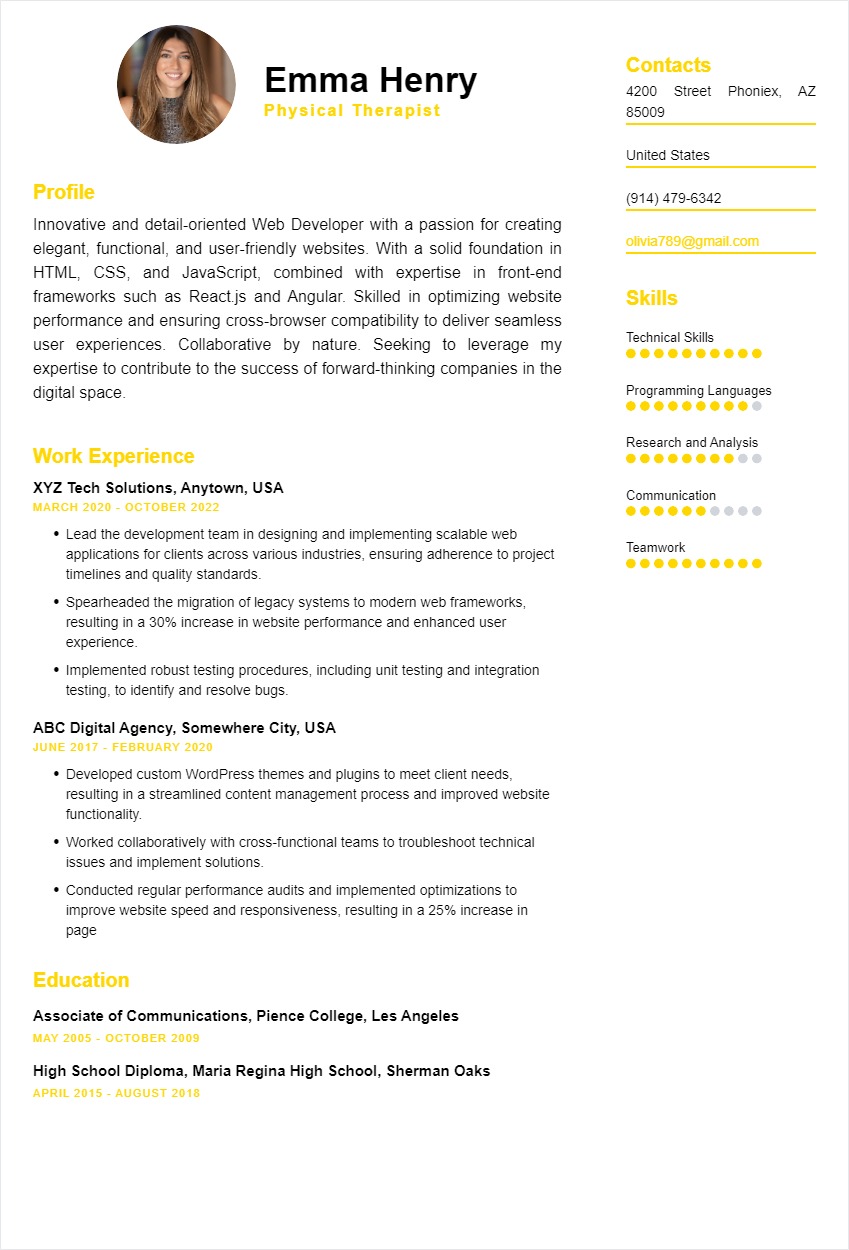 Emma Henry
Physical Therapist
Profile
Innovative and detail-oriented Web Developer with a passion for creating
elegant, functional, and user-friendly websites. With a solid foundation in
HTML, CSS, and JavaScript, combined with expertise in front-end
frameworks such as React.js and Angular. Skilled in optimizing website
performance and ensuring cross-browser compatibility to deliver seamless
user experiences. Collaborative by nature. Seeking to leverage my
expertise to contribute to the success of forward-thinking companies in the
digital space.
Work Experience
XYZ Tech Solutions, Anytown, USA
MARCH 2020 - OCTOBER 2022
• Lead the development team in designing and implementing scalable web
applications for clients across various industries, ensuring adherence to project
timelines and quality standards.
• Spearheaded the migration of legacy systems to modern web frameworks,
resulting in a 30% increase in website performance and enhanced user
experience.
• Implemented robust testing procedures, including unit testing and integration
testing, to identify and resolve bugs.
ABC Digital Agency, Somewhere City, USA
JUNE 2017 - FEBRUARY 2020
• Developed custom WordPress themes and plugins to meet client needs,
resulting in a streamlined content management process and improved website
functionality.
• Worked collaboratively with cross-functional teams to troubleshoot technical
issues and implement solutions.
• Conducted regular performance audits and implemented optimizations to
improve website speed and responsiveness, resulting in a 25% increase in
page
Education
Associate of Communications, Pience College, Les Angeles
MAY 2005 - OCTOBER 2009
High School Diploma, Maria Regina High School, Sherman Oaks
APRIL 2015 - AUGUST 2018
Contacts
4200 Street Phoniex, AZ
85009
United States
(914) 479-6342
olivia789@gmail.com
Skills
Technical Skills
Programming Languages
Research and Analysis
Communication
Teamwork